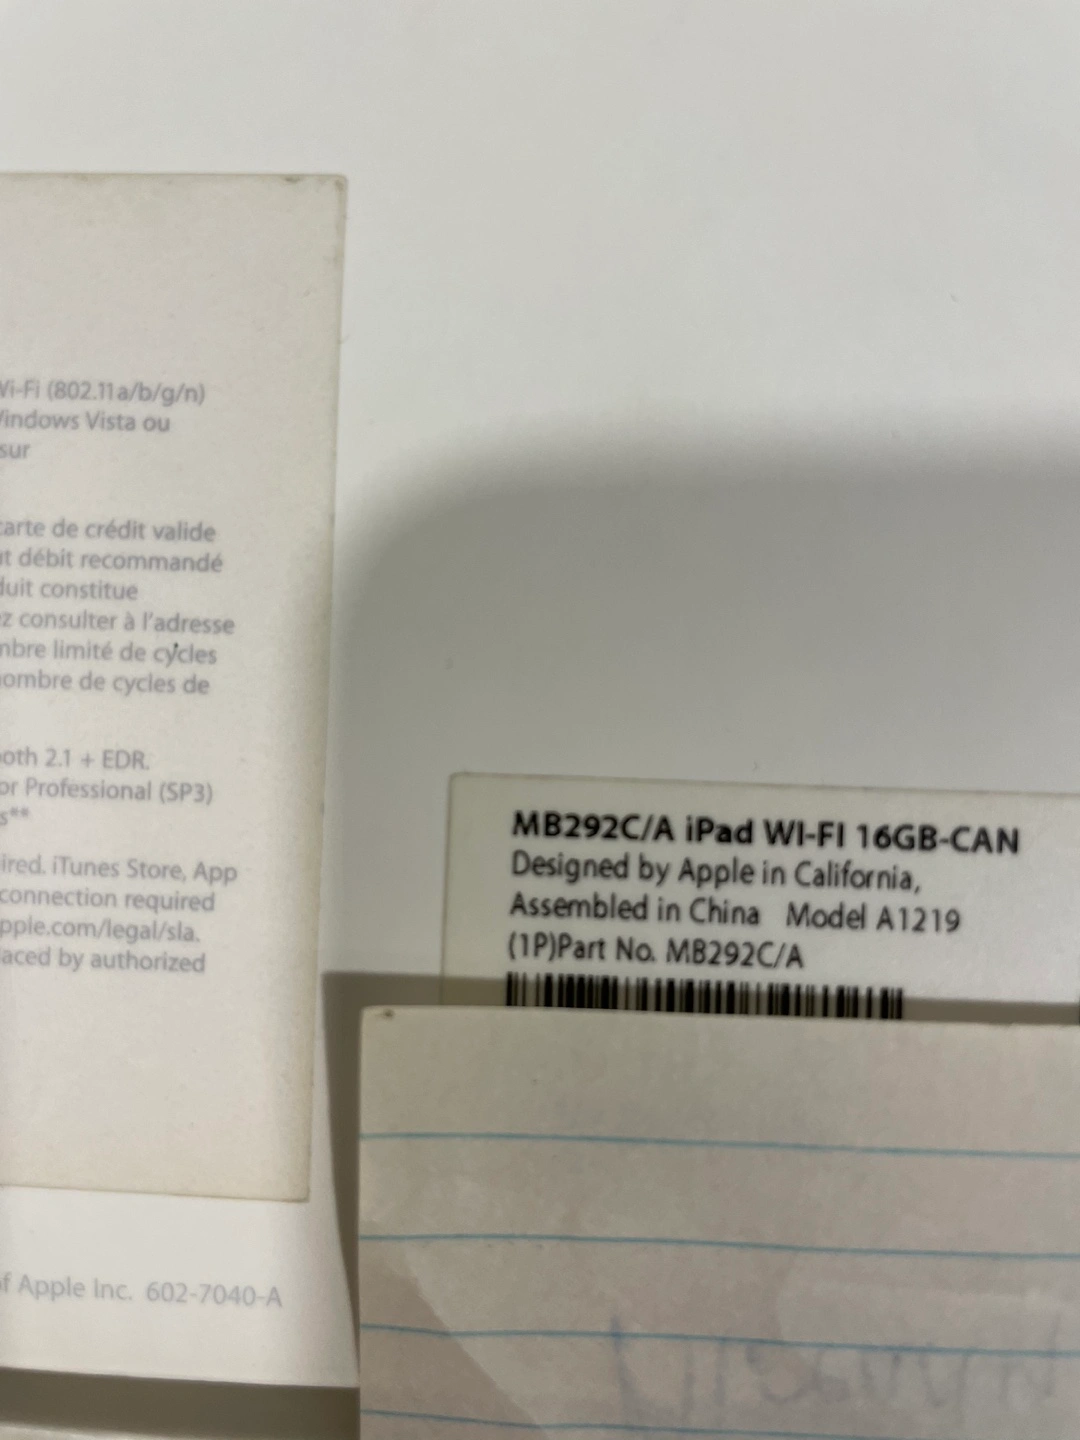 Wi-Fi (802.11a/b/g/n)
Windows Vista ou
sur
carte de crédit valide
débit recommandé
constitue
consulter à l'adresse
limité de cycles
nombre de cycles de
2.1 + EDR.
or Professional (SP3)
iTunes Store, App
connection required
pple.com/legal/sla.
by authorized
of Apple Inc. 602-7040-A
MB292C/A iPad WI-FI 16GB-CAN
Designed by Apple in California,
Assembled in China Model A1219
(1P)Part No. MB292C/A